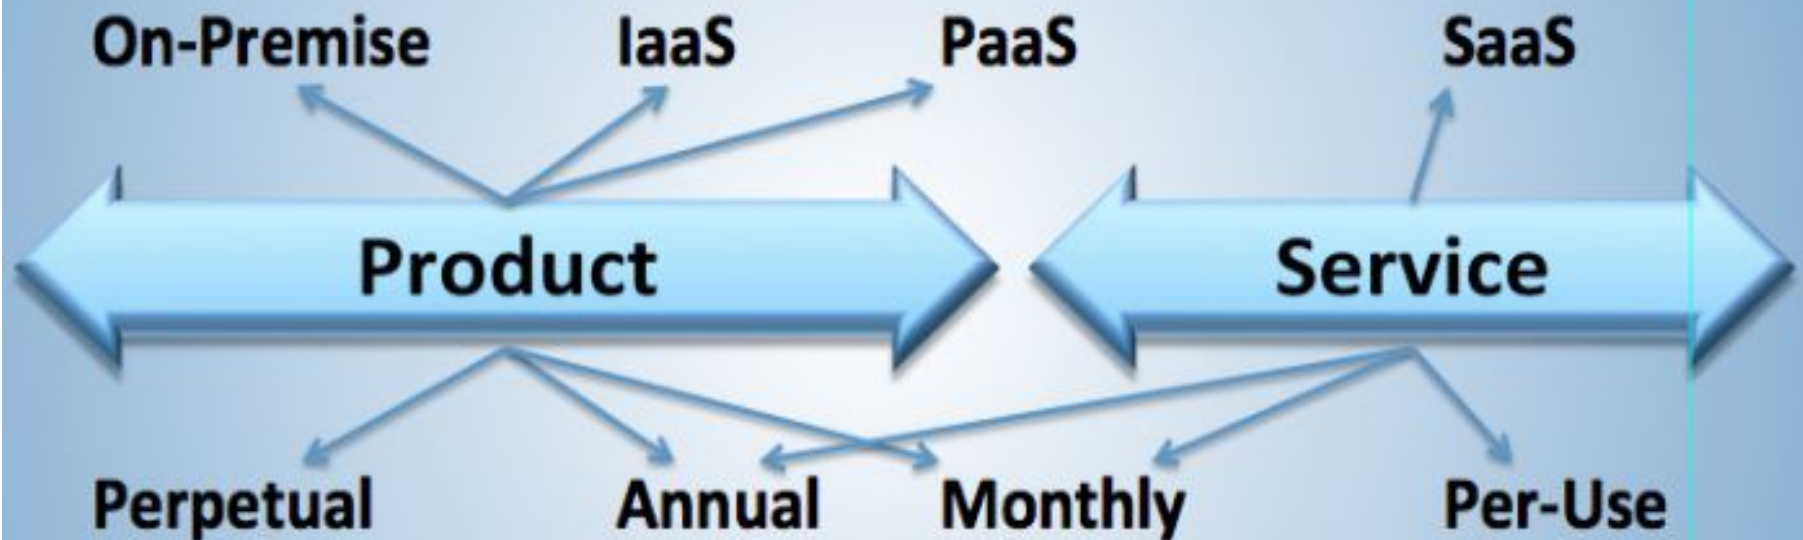 On-Premise IaaS PaaS SaaS
Product Service
Perpetual Annual Monthly Per-Use